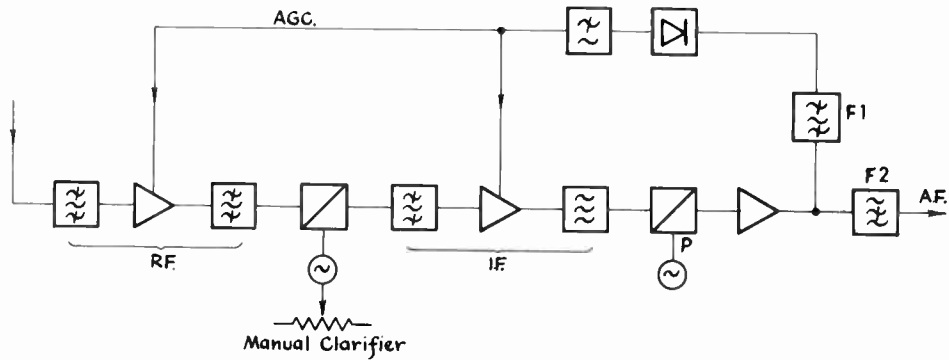 AGC.
F1
F2
A.F.
R.F.
I.F.
P
Manual Clarifier